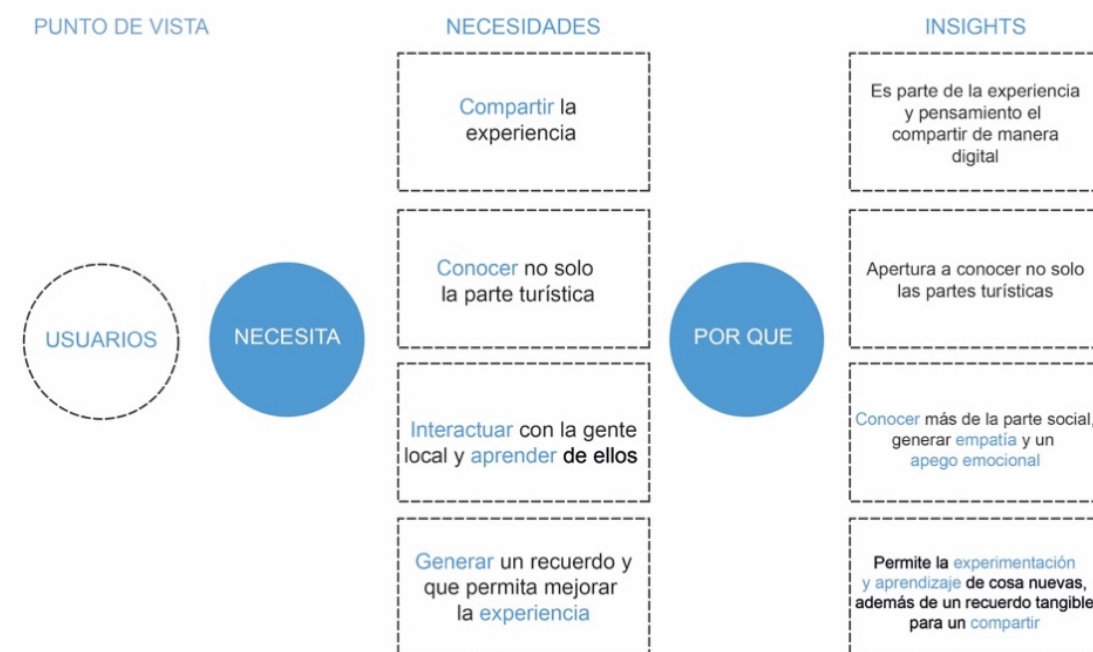 PUNTO DE VISTA
NECESIDADES
INSIGHTS
USUARIOS
NECESITA
Compartir la
experiencia
Conocer no solo
la parte turística
Interactuar con la gente
local y aprender de ellos
Generar un recuerdo y
que permita mejorar
la experiencia
POR QUE
Es parte de la experiencia
y pensamiento el
compartir de manera
digital
Apertura a conocer no solo
las partes turísticas
Conocer más de la parte social,
generar empatía y un
apego emocional
Permite la experimentación
y aprendizaje de cosa nuevas,
además de un recuerdo tangible
para un compartir